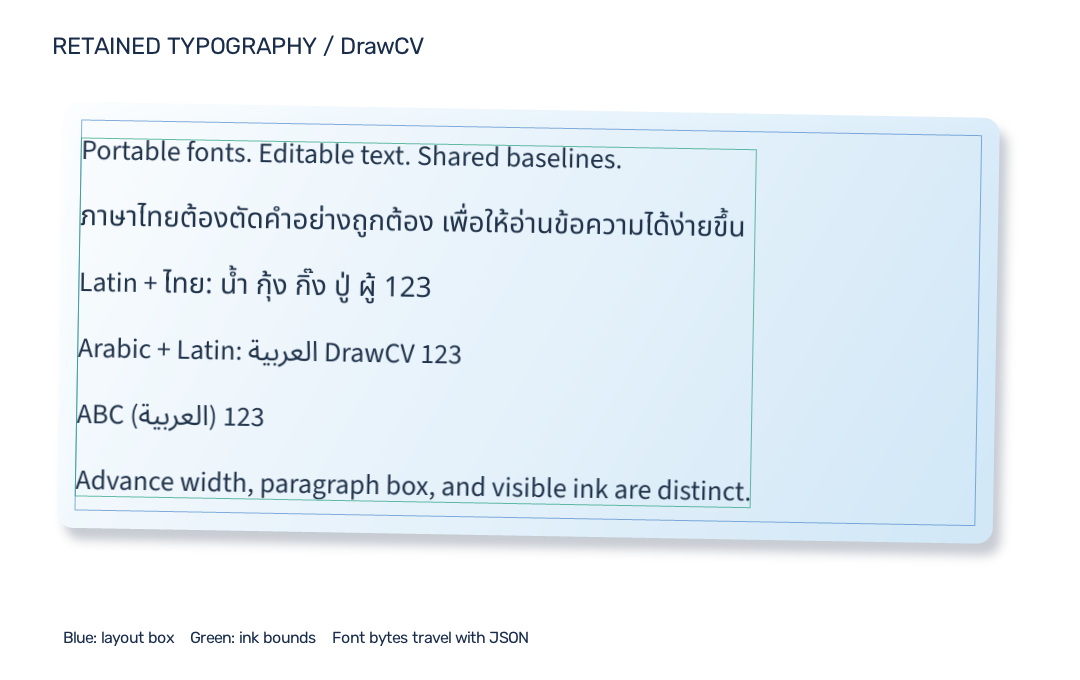 RETAINED TYPOGRAPHY / DrawCV
Portable fonts. Editable text. Shared baselines.
ภาษาไทยต้องตัดคำอย่างถูกต้อง เพื่อให้อ่านข้อความได้ง่ายขึ้น
Latin + ไทย: น้ำ กุ้ง กิ๊ง ปู่ ผู้ 123
Arabic + Latin: العربية DrawCV 123
ABC (العربية) 123
Advance width, paragraph box, and visible ink are distinct.
Blue: layout box Green: ink bounds Font bytes travel with JSON